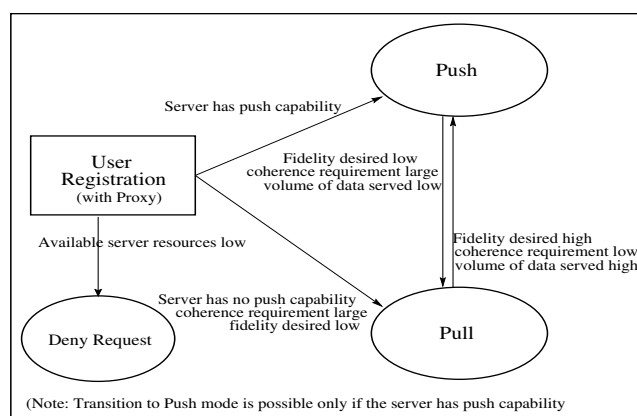 Push
Server has push capability
User
Registration
(with Proxy)
Fidelity desired low
coherence requirement large
volume of data served low
Available server resources low
Fidelity desired high
coherence requirement low
volume of data served high
Server has no push capability
coherence requirement large
fidelity desired low
Deny Request
Pull
(Note: Transition to Push mode is possible only if the server has push capability